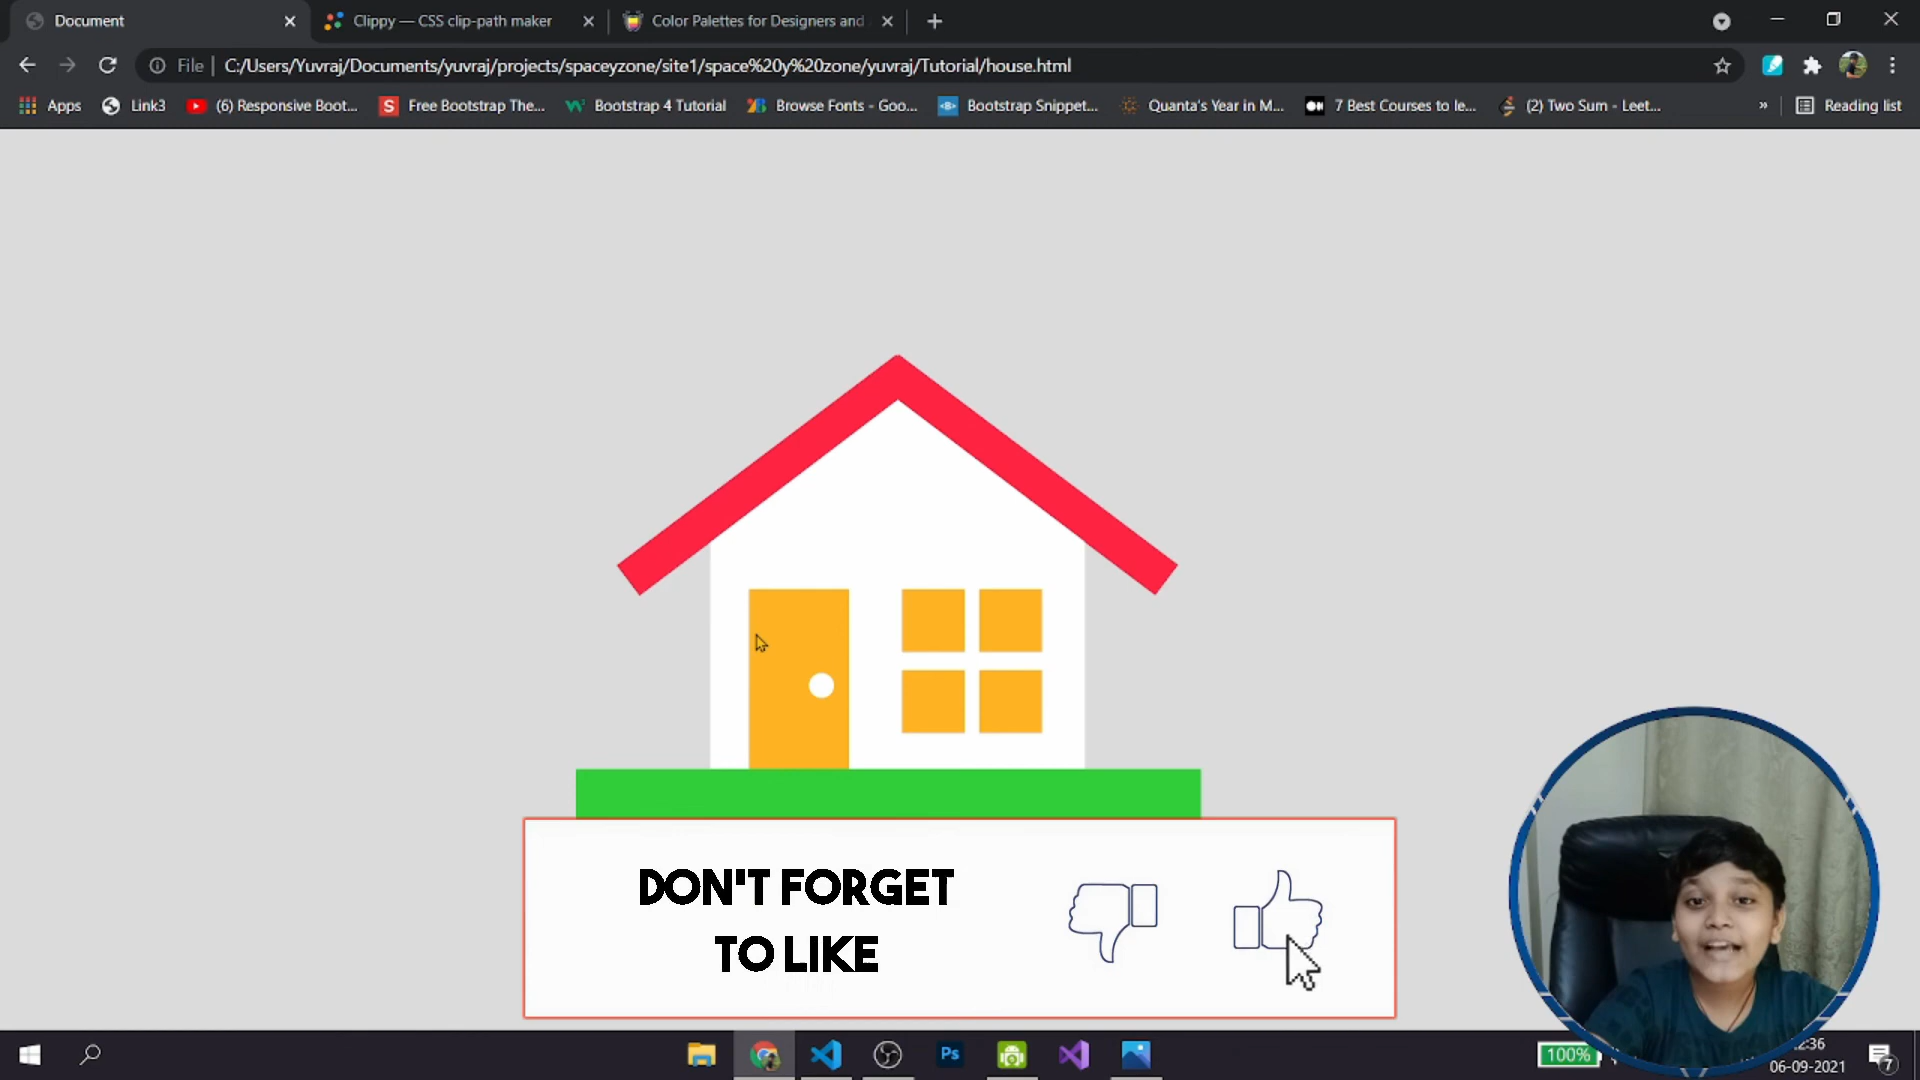 Document
Clippy — CSS clip-path maker
Color Palettes for Designers and
File
C:/Users/Yuvraj/Documents/yuvraj/projects/spaceyzone/site1/space%20y%20zone/yuvraj/Tutorial/house.html
Apps
Link3
(6) Responsive Boot...
Free Bootstrap The...
Bootstrap 4 Tutorial
Browse Fonts - Goo...
Bootstrap Snippet...
Quanta's Year in M...
7 Best Courses to le...
(2) Two Sum - Leet...
»
Reading list
DON'T FORGET
TO LIKE
Ps
100%
06-09-2021
7